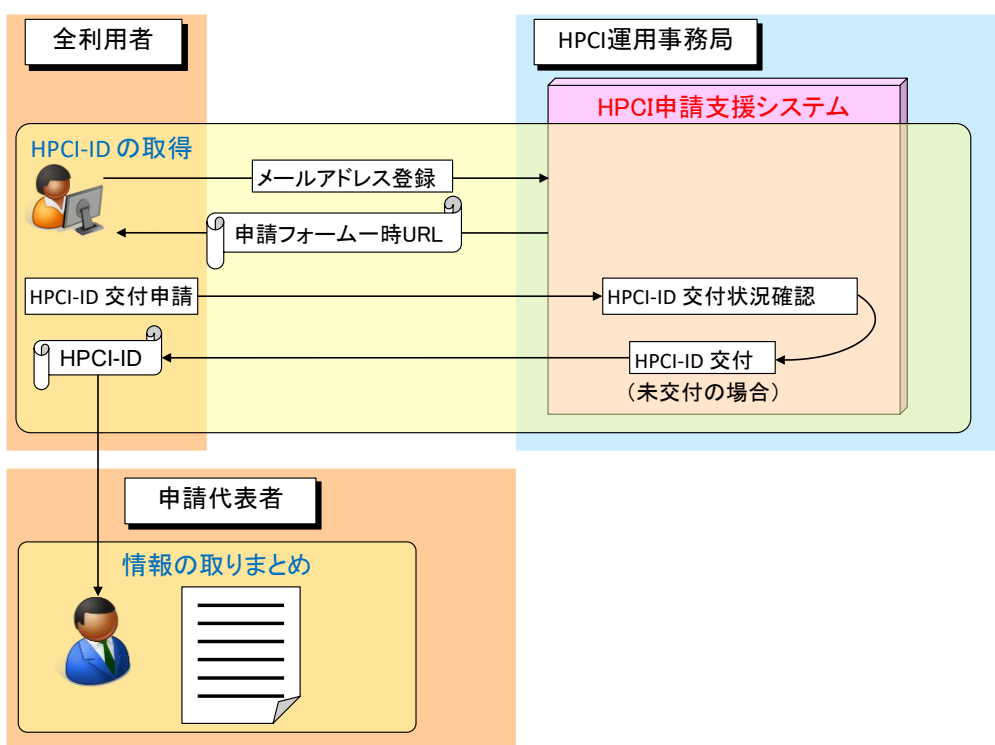 全利用者
HPCI運用事務局
HPCI申請支援システム
HPCI-ID の取得
メールアドレス登録
申請フォーム一時URL
HPCI-ID 交付申請
HPCI-ID 交付状況確認
HPCI-ID
HPCI-ID 交付
（未交付の場合）
申請代表者
情報の取りまとめ